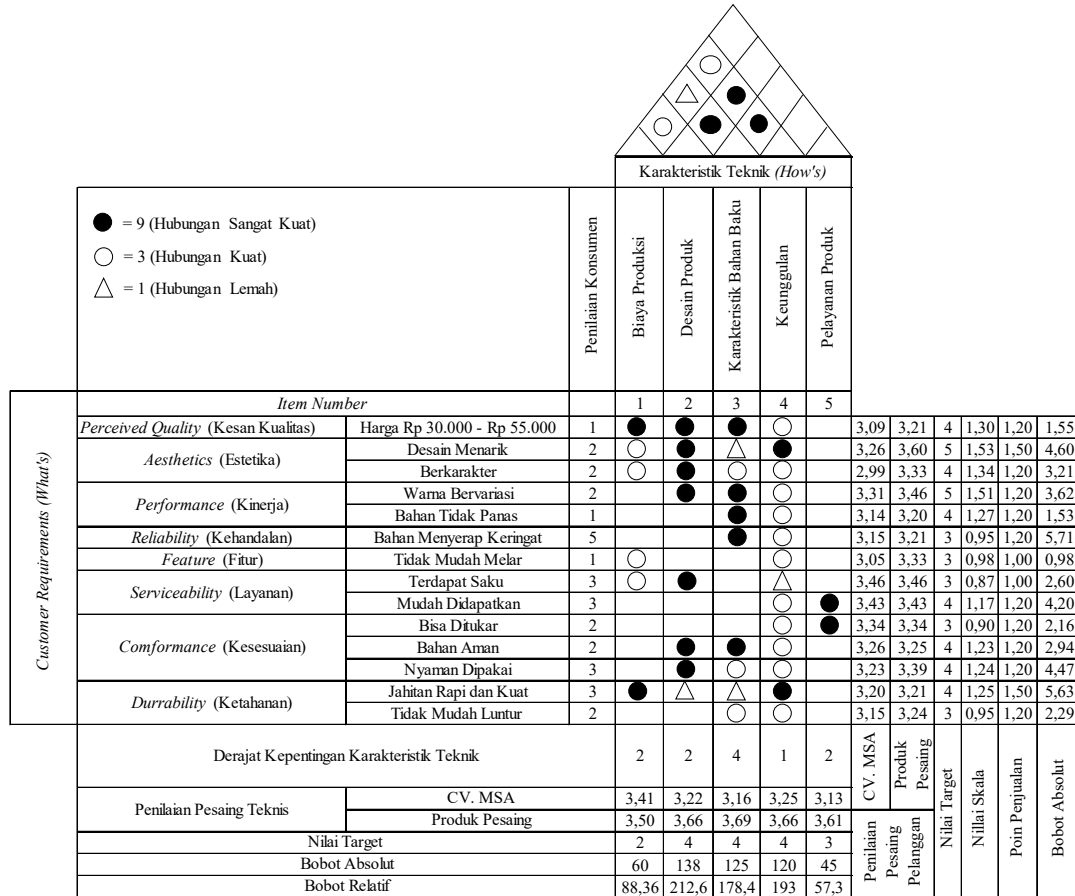 Karakteristik Teknik (How's)
= 9 (Hubungan Sangat Kuat)
= 3 (Hubungan Kuat)
= 1 (Hubungan Lemah)
Penilaian Konsumen
Biaya Produksi
Desain Produk
Karakteristik Bahan Baku
Keunggulan
Pelayanan Produk
Customer Requirements (What's)
Item Number 1 2 3 4 5
Perceived Quality (Kesan Kualitas) Harga Rp 30.000 - Rp 55.000 1 3,09 3,21 4 1,30 1,20 1,55
Aesthetics (Estetika) Desain Menarik 2 3,26 3,60 5 1,53 1,50 4,60
Berkarakter 2 2,99 3,33 4 1,34 1,20 3,21
Performance (Kinerja) Warna Bervariasi 2 3,31 3,46 5 1,51 1,20 3,62
Bahan Tidak Panas 1 3,14 3,20 4 1,27 1,20 1,53
Reliability (Kehandalan) Bahan Menyerap Keringat 5 3,15 3,21 3 0,95 1,20 5,71
Feature (Fitur) Tidak Mudah Melar 1 3,05 3,33 3 0,98 1,00 0,98
Serviceability (Layanan) Terdapat Saku 3 3,46 3,46 3 0,87 1,00 2,60
Mudah Didapatkan 3 3,43 3,43 4 1,17 1,20 4,20
Comformance (Kesesuaian) Bisa Ditukar 2 3,34 3,34 3 0,90 1,20 2,16
Bahan Aman 2 3,26 3,25 4 1,23 1,20 2,94
Nyaman Dipakai 3 3,23 3,39 4 1,24 1,20 4,47
Durrability (Ketahanan) Jahitan Rapi dan Kuat 3 3,20 3,21 4 1,25 1,50 5,63
Tidak Mudah Luntur 2 3,15 3,24 3 0,95 1,20 2,29
Derajat Kepentingan Karakteristik Teknik 2 2 4 1 2
Penilaian Pesaing Teknis CV. MSA 3,41 3,22 3,16 3,25 3,13
Produk Pesaing 3,50 3,66 3,69 3,66 3,61
Nilai Target 2 4 4 4 3
Bobot Absolut 60 138 125 120 45
Bobot Relatif 88,36 212,6 178,4 193 57,3
CV. MSA
Produk
Pesaing
Penilaian
Pesaing
Pelanggan
Nilai Target
Nillai Skala
Poin Penjualan
Bobot Absolut